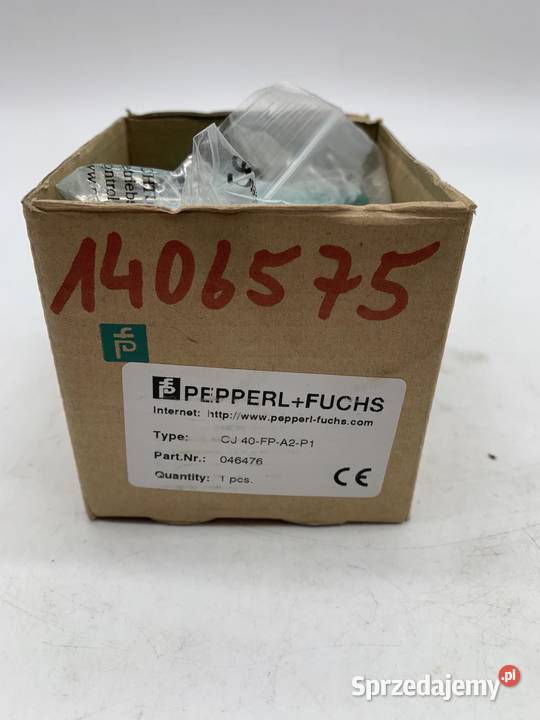 1406575
PEPPERL+FUCHS
Internet: http://www.pepperl-fuchs.com
Type: CJ 40-FP-A2-P1
Part.Nr.: 046476
Quantity: 1 pcs.
CE
Sprzedajemy.pl